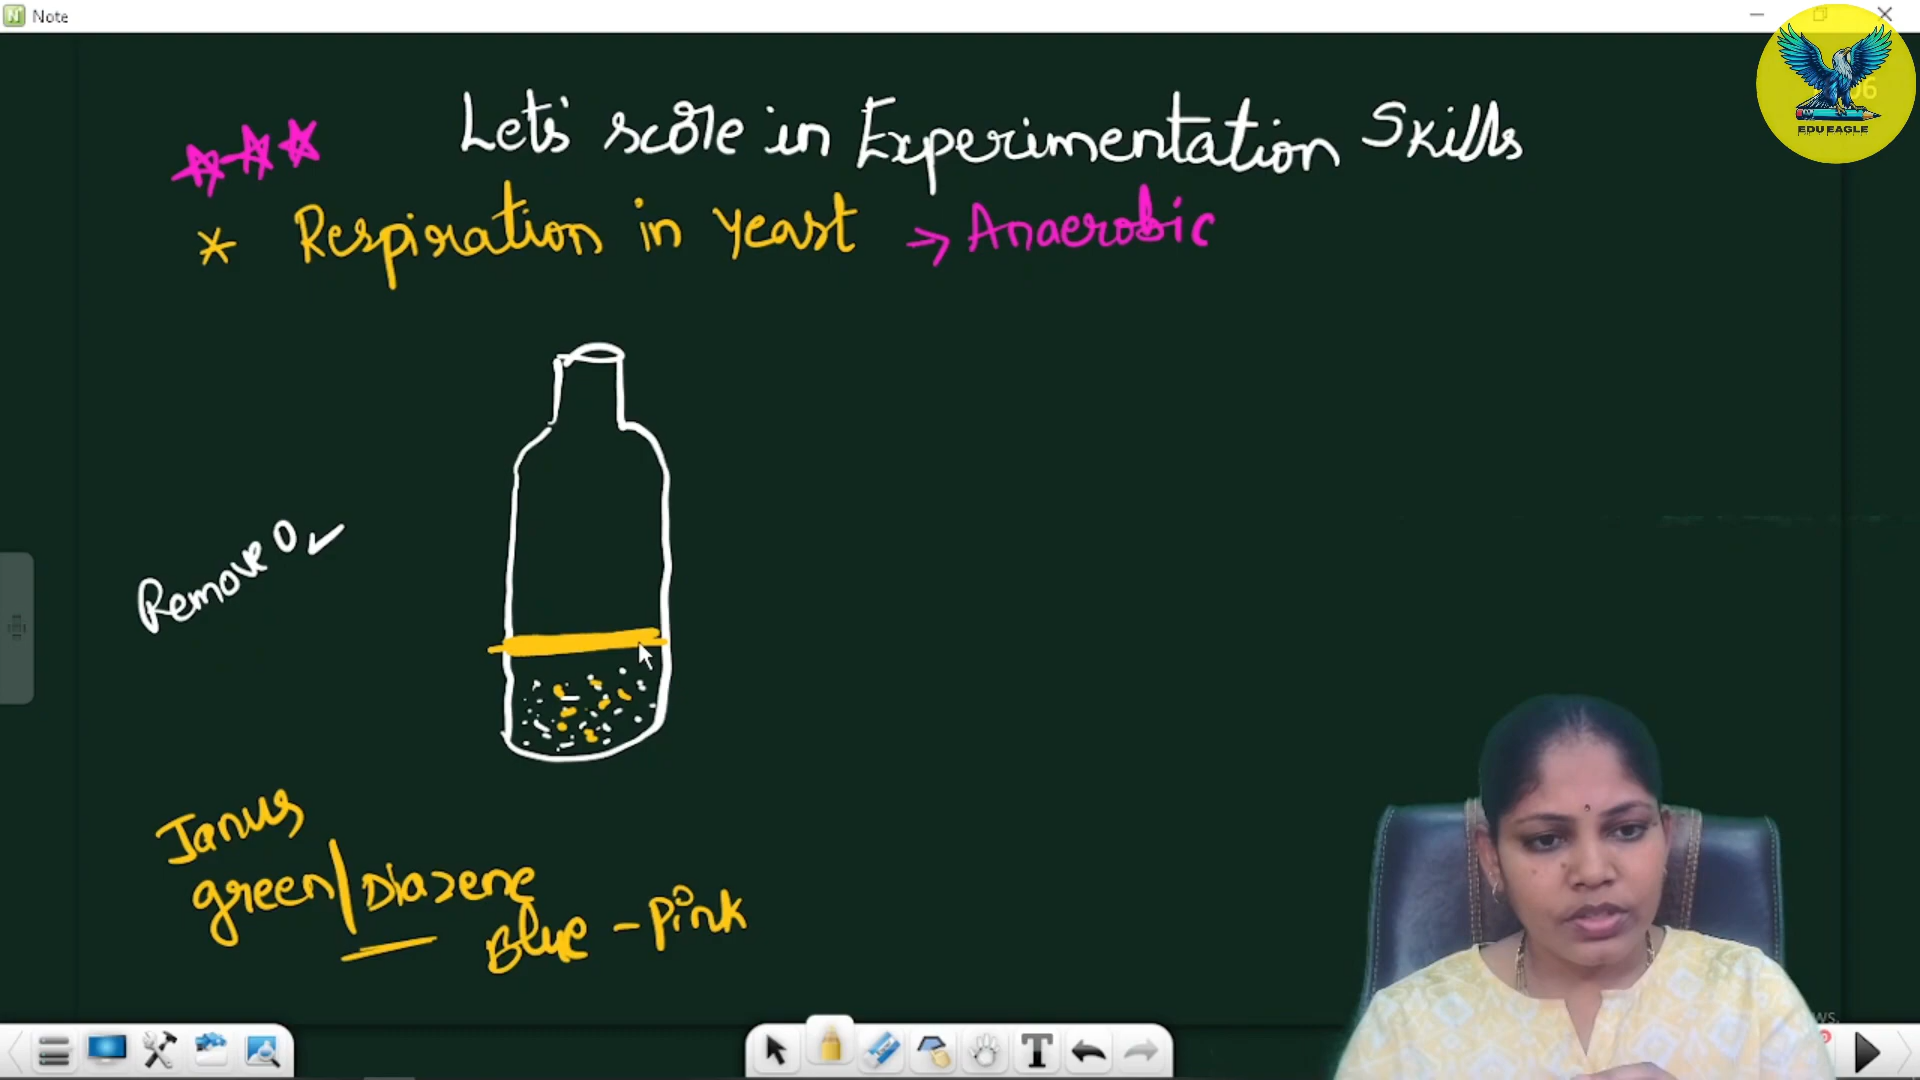 Note
EDU EAGLE
Let's score in Experimentation Skills
* Respiration in yeast → Anaerobic
Remove O ✓
Janus
green/Diazene
Blue - pink
T